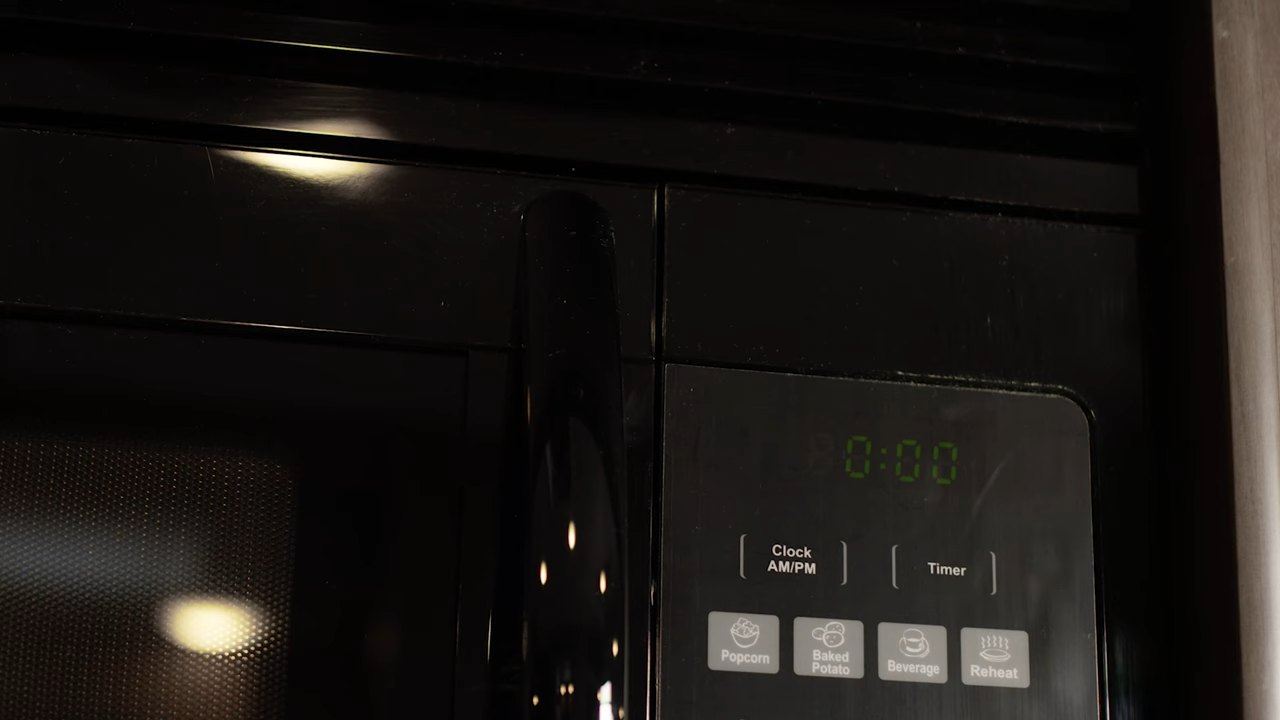 0:00
Clock
AM/PM
Timer
Popcorn
Baked
Potato
Beverage
Reheat